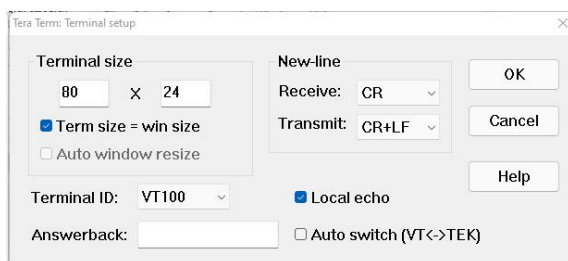 Tera Term: Terminal setup
Terminal size
80 X 24
Term size = win size
Auto window resize
New-line
Receive: CR
Transmit: CR+LF
OK
Cancel
Help
Terminal ID: VT100
Local echo
Answerback:
Auto switch (VT<->TEK)